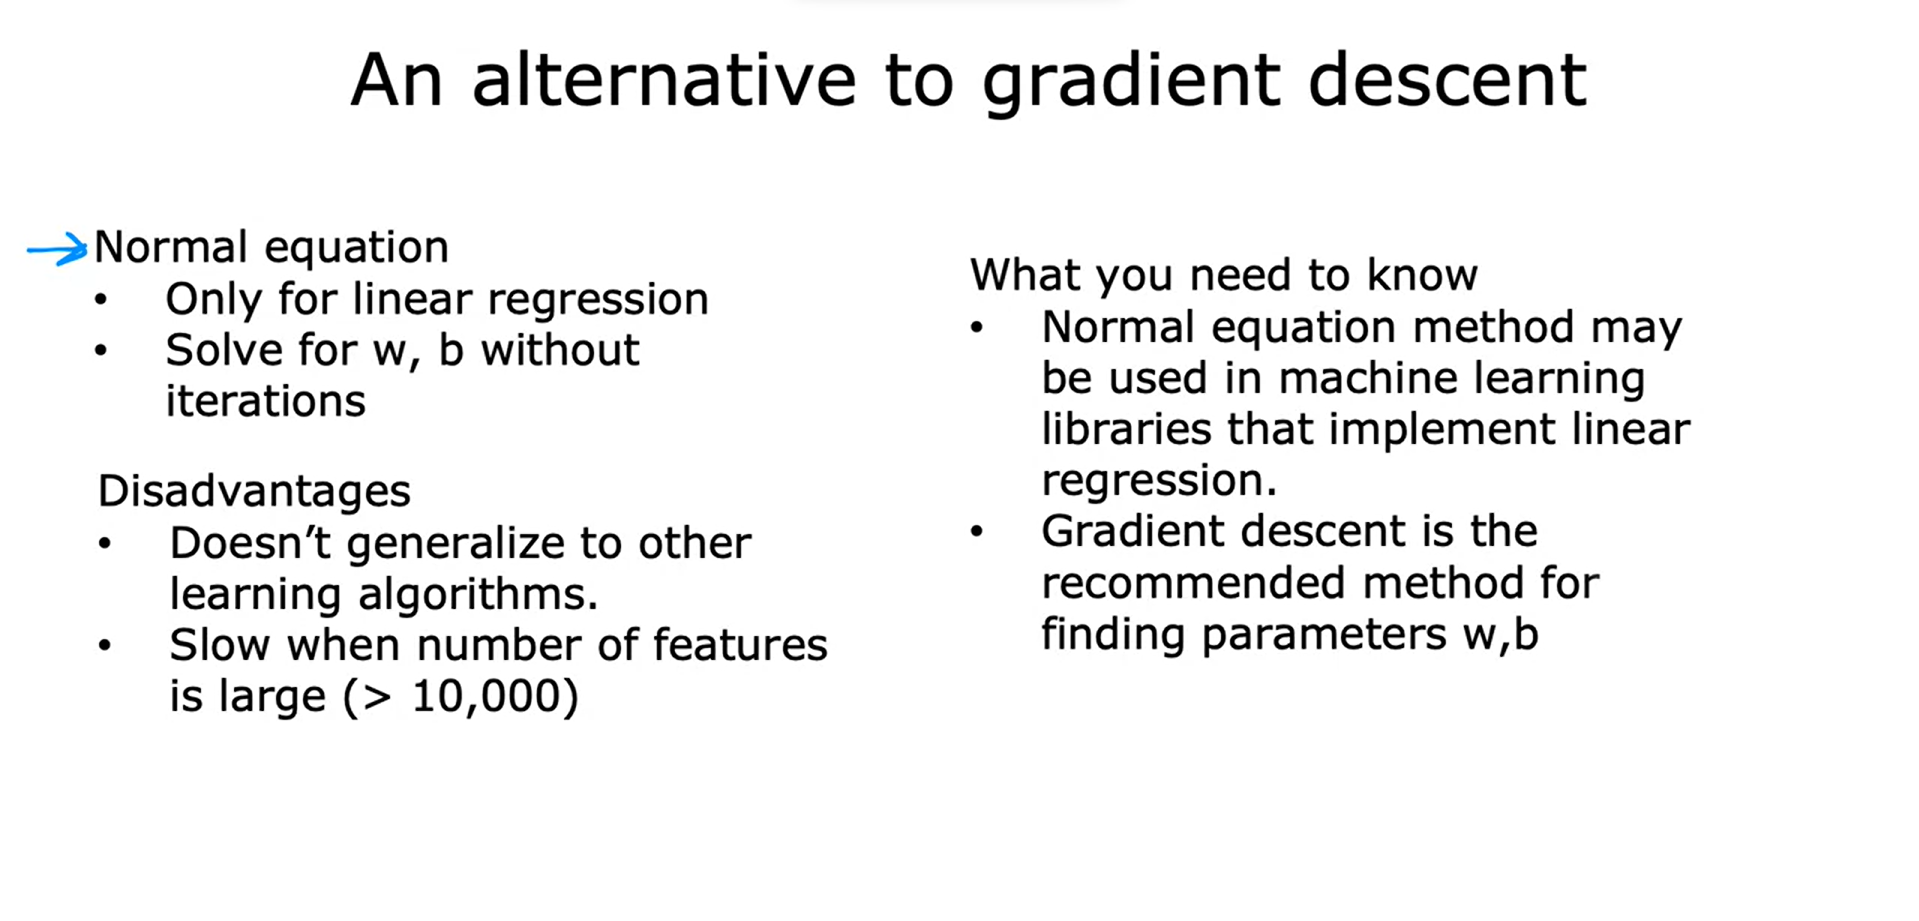 An alternative to gradient descent
Normal equation
• Only for linear regression
• Solve for w, b without
iterations
Disadvantages
• Doesn’t generalize to other
learning algorithms.
• Slow when number of features
is large (> 10,000)
What you need to know
• Normal equation method may
be used in machine learning
libraries that implement linear
regression.
• Gradient descent is the
recommended method for
finding parameters w,b